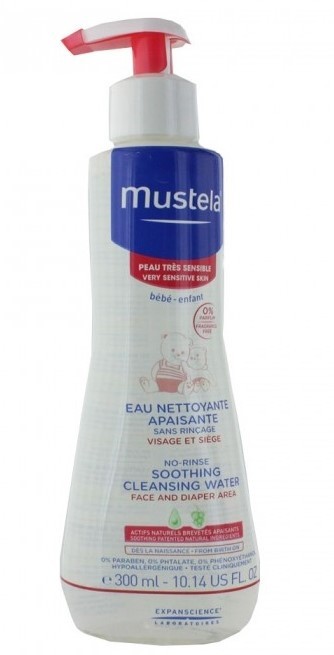 mustela
PEAU TRÈS SENSIBLE
VERY SENSITIVE SKIN
bébé - enfant
0%
PARFUM
FRAGRANCE
FREE
EAU NETTOYANTE
APAISANTE
SANS RINÇAGE
VISAGE ET SIÈGE
NO-RINSE
SOOTHING
CLEANSING WATER
FACE AND DIAPER AREA
ACTIFS NATURELS BREVETÉS APAISANTS
SOOTHING PATENTED NATURAL INGREDIENTS
DÈS LA NAISSANCE • FROM BIRTH ON
0% PARABEN, 0% PHTALATE, 0% PHENOXYETHANOL
HYPOALLERGÉNIQUE • TESTÉ CLINIQUEMENT
e 300 ml - 10.14 US FL. OZ
EXPANSCIENCE
LABORATOIRES